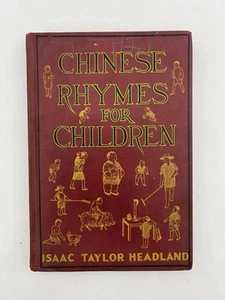 CHINESE
RHYMES
FOR
CHILDREN
ISAAC TAYLOR HEADLAND